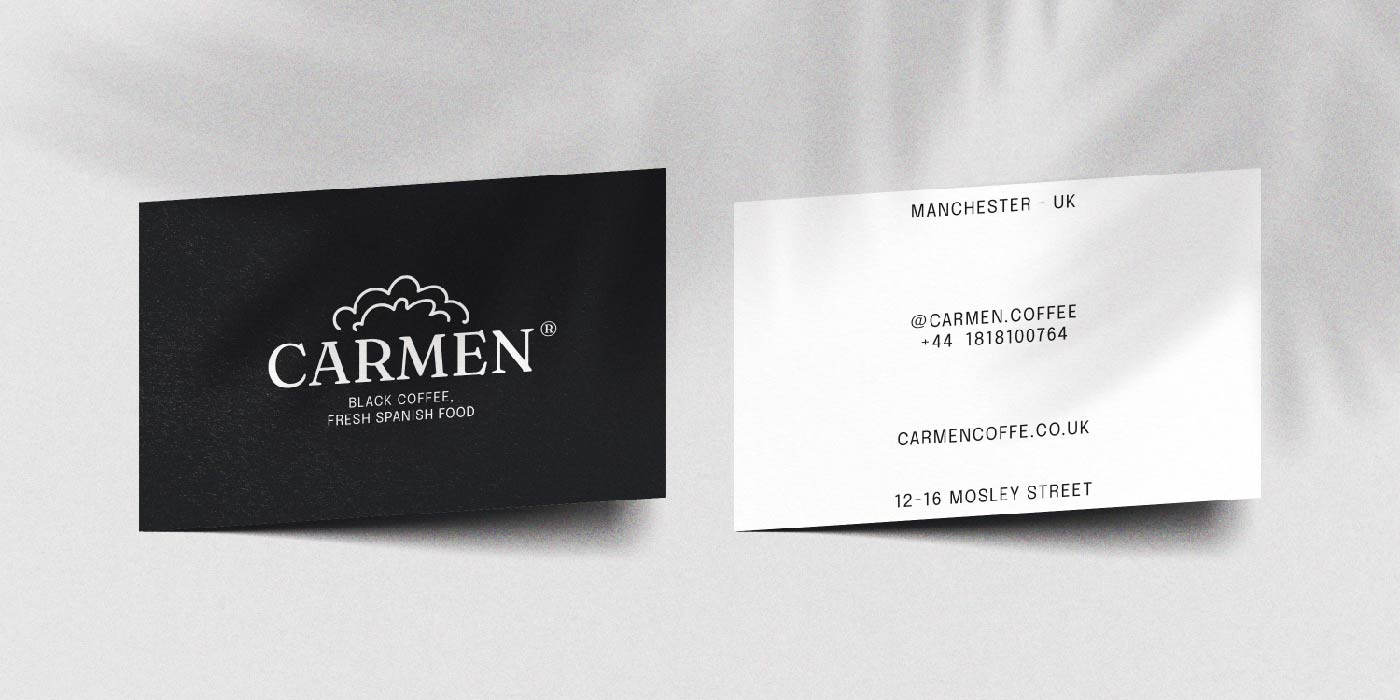 CARMEN®
BLACK COFFEE,
FRESH SPANISH FOOD
MANCHESTER - UK
@CARMEN.COFFEE
+44 1818100764
CARMENCOFFE.CO.UK
12-16 MOSLEY STREET